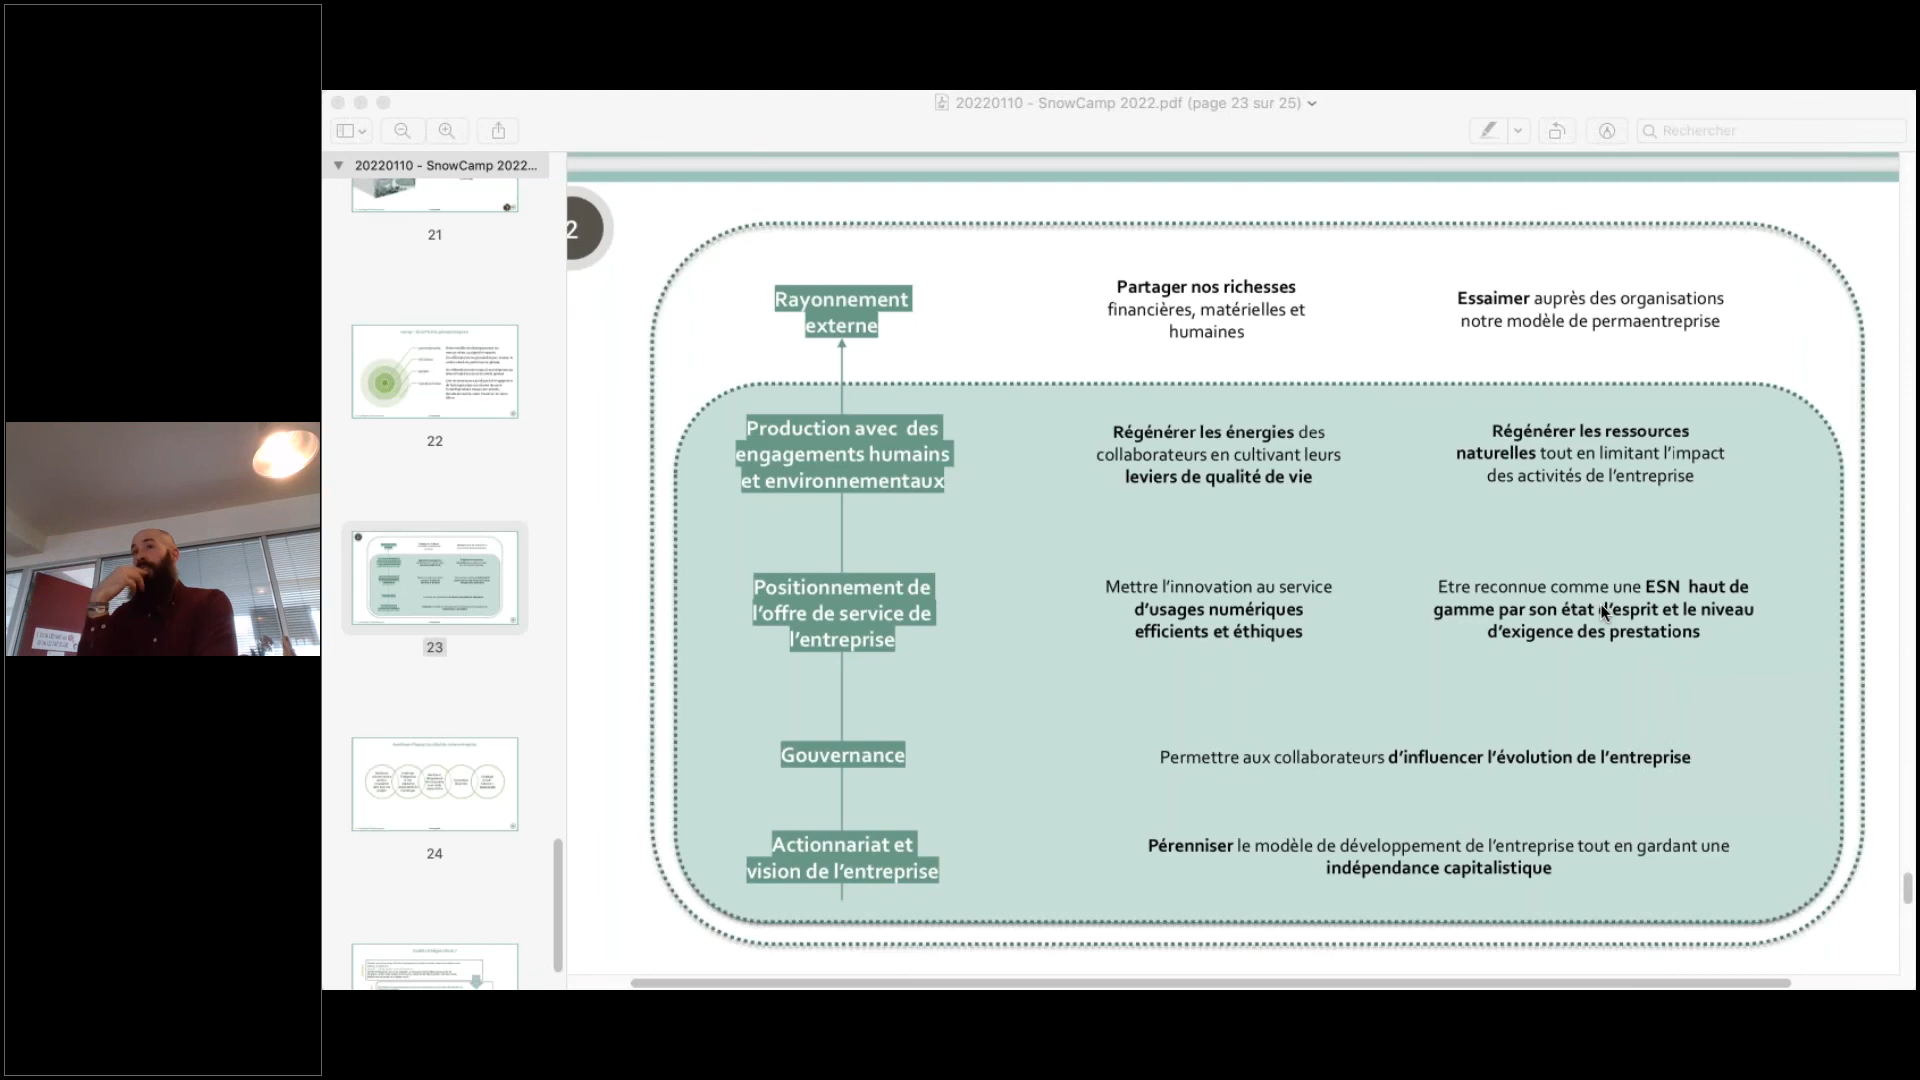 20220110 - SnowCamp 2022.pdf (page 23 sur 25)
Rechercher
20220110 - SnowCamp 2022...
21
22
23
24
2
Rayonnement
externe
Partager nos richesses
financières, matérielles et
humaines
Essaimer auprès des organisations
notre modèle de permaentreprise
Production avec des
engagements humains
et environnementaux
Régénérer les énergies des
collaborateurs en cultivant leurs
leviers de qualité de vie
Régénérer les ressources
naturelles tout en limitant l’impact
des activités de l’entreprise
Positionnement de
l’offre de service de
l’entreprise
Mettre l’innovation au service
d’usages numériques
efficients et éthiques
Etre reconnue comme une ESN haut de
gamme par son état d’esprit et le niveau
d’exigence des prestations
Gouvernance
Permettre aux collaborateurs d’influencer l’évolution de l’entreprise
Actionnariat et
vision de l’entreprise
Pérenniser le modèle de développement de l’entreprise tout en gardant une
indépendance capitalistique